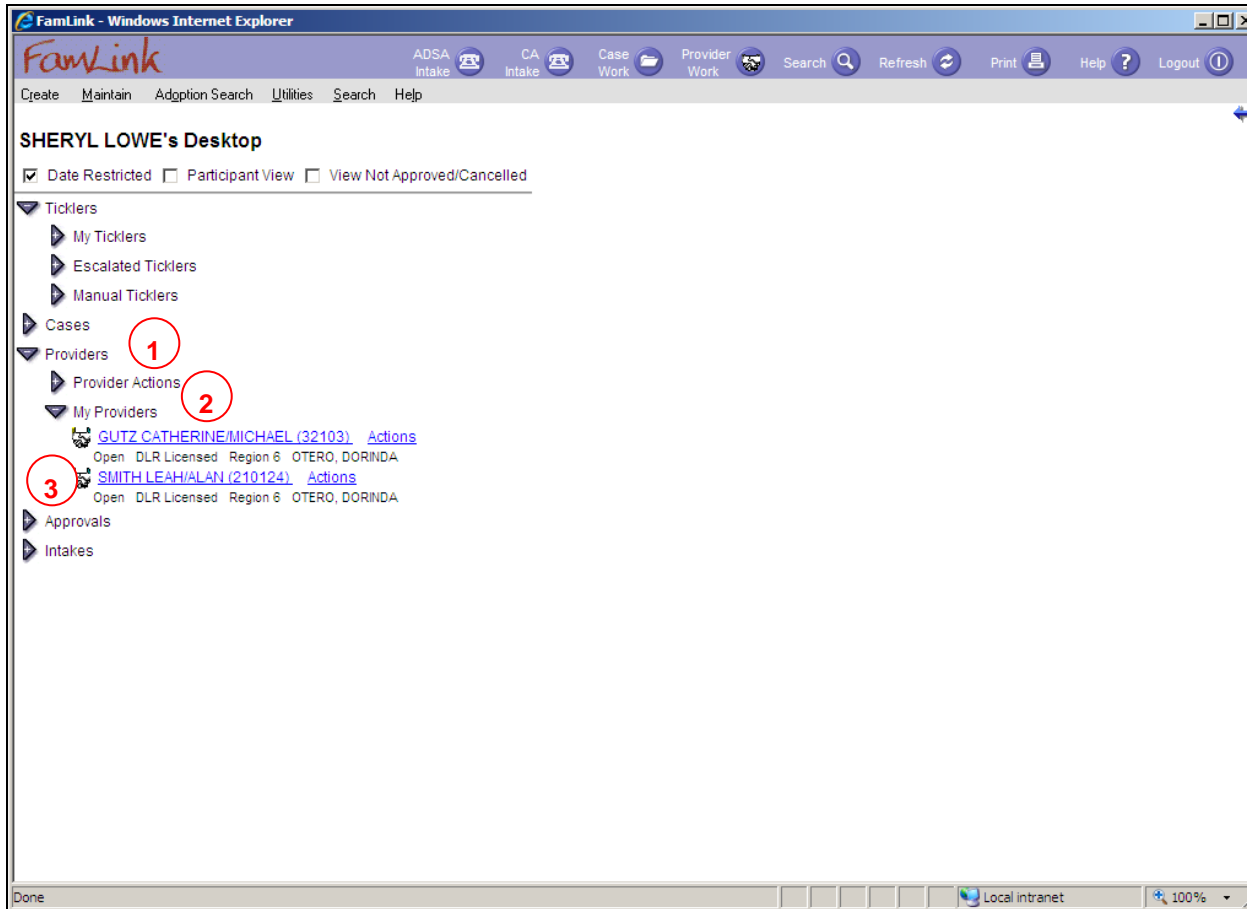 FamLink - Windows Internet Explorer
FamLink
ADSA Intake
CA Intake
Case Work
Provider Work
Search
Refresh
Print
Help
Logout
Create Maintain Adoption Search Utilities Search Help
SHERYL LOWE's Desktop
Date Restricted Participant View View Not Approved/Cancelled
Ticklers
My Ticklers
Escalated Ticklers
Manual Ticklers
Cases
1
Providers
Provider Actions
2
My Providers
GUTZ CATHERINE/MICHAEL (32103) Actions
Open DLR Licensed Region 6 OTERO, DORINDA
3
SMITH LEAH/ALAN (210124) Actions
Open DLR Licensed Region 6 OTERO, DORINDA
Approvals
Intakes
Done Local intranet 100%